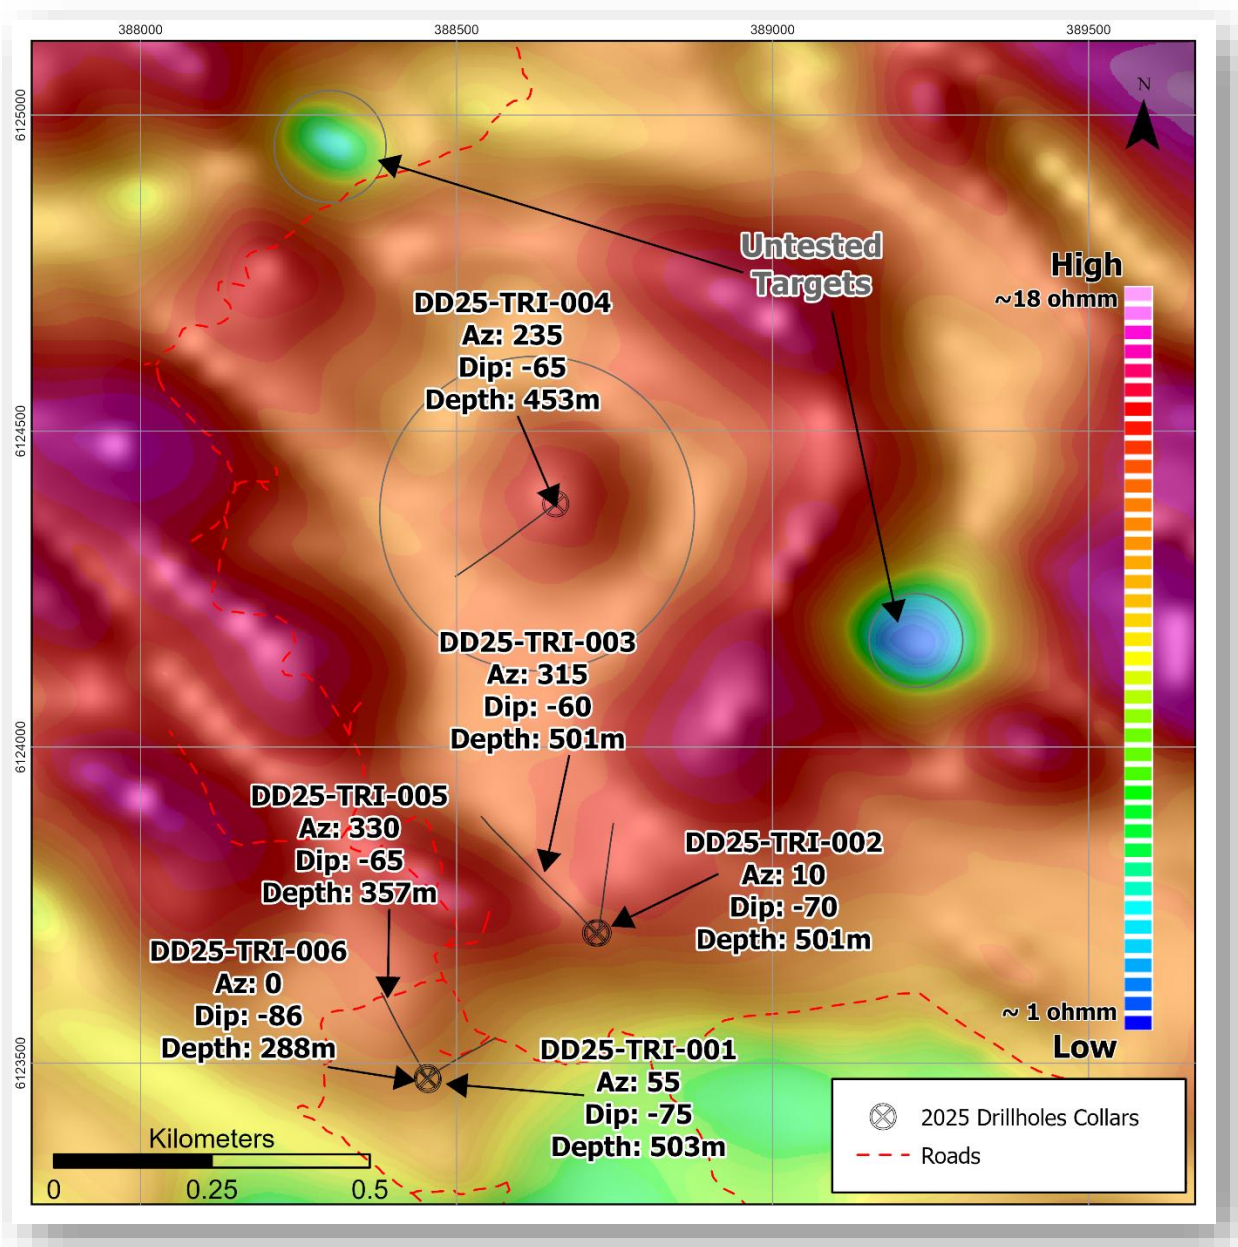 388000
388500
389000
389500
6125000
6124500
6124000
6123500
N
Untested
Targets
High
~18 ohmm
~ 1 ohmm
Low
DD25-TRI-004
Az: 235
Dip: -65
Depth: 453m
DD25-TRI-003
Az: 315
Dip: -60
Depth: 501m
DD25-TRI-005
Az: 330
Dip: -65
Depth: 357m
DD25-TRI-002
Az: 10
Dip: -70
Depth: 501m
DD25-TRI-006
Az: 0
Dip: -86
Depth: 288m
DD25-TRI-001
Az: 55
Dip: -75
Depth: 503m
Kilometers
0 0.25 0.5
2025 Drillholes Collars
Roads